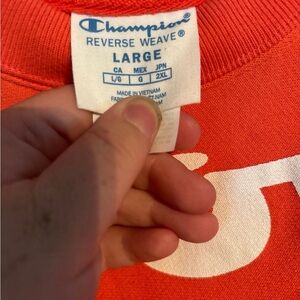 Champion
REVERSE WEAVE®
LARGE
CA MEX JPN
L/G G 2XL
MADE IN VIETNAM